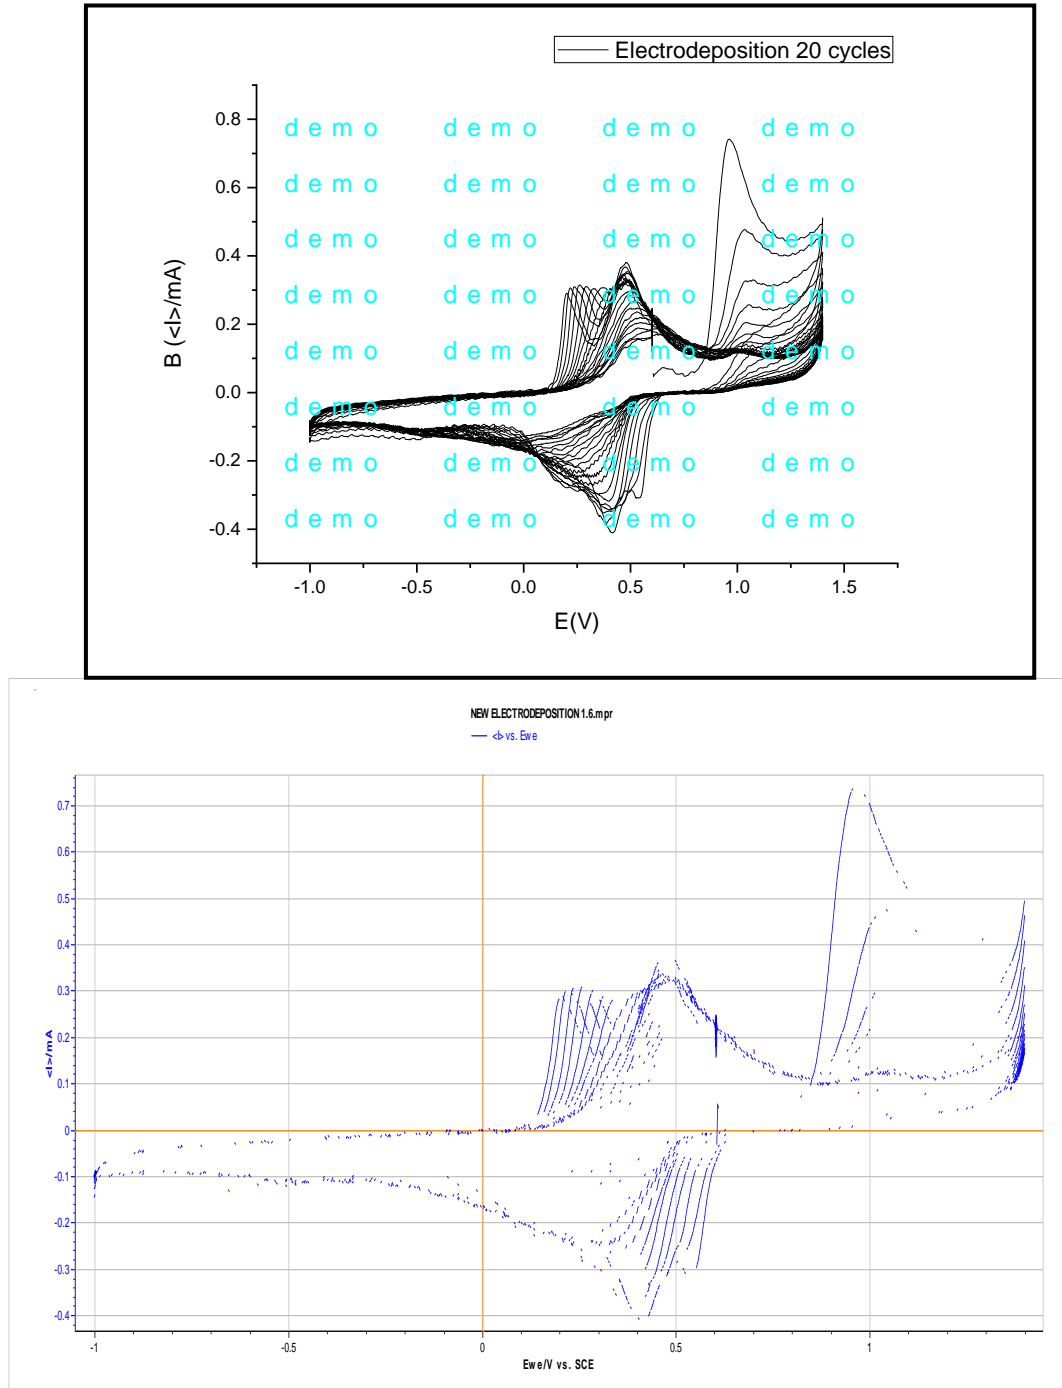 Electrodeposition 20 cycles
0.8
demo demo demo demo
0.6
demo demo demo demo
0.4
demo demo demo demo
B (<I>/mA)
demo demo demo demo
0.2
demo demo demo demo
0.0
demo demo demo demo
-0.2
demo demo demo demo
-0.4
demo demo demo demo
-1.0 -0.5 0.0 0.5 1.0 1.5
E(V)
NEW ELECTRODEPOSITION 1.6.mpr
<I> vs. Ewe
0.7
0.6
0.5
0.4
0.3
0.2
<I>/mA
0.1
0
-0.1
-0.2
-0.3
-0.4
-1 -0.5 0 0.5 1
Ewe/V vs. SCE